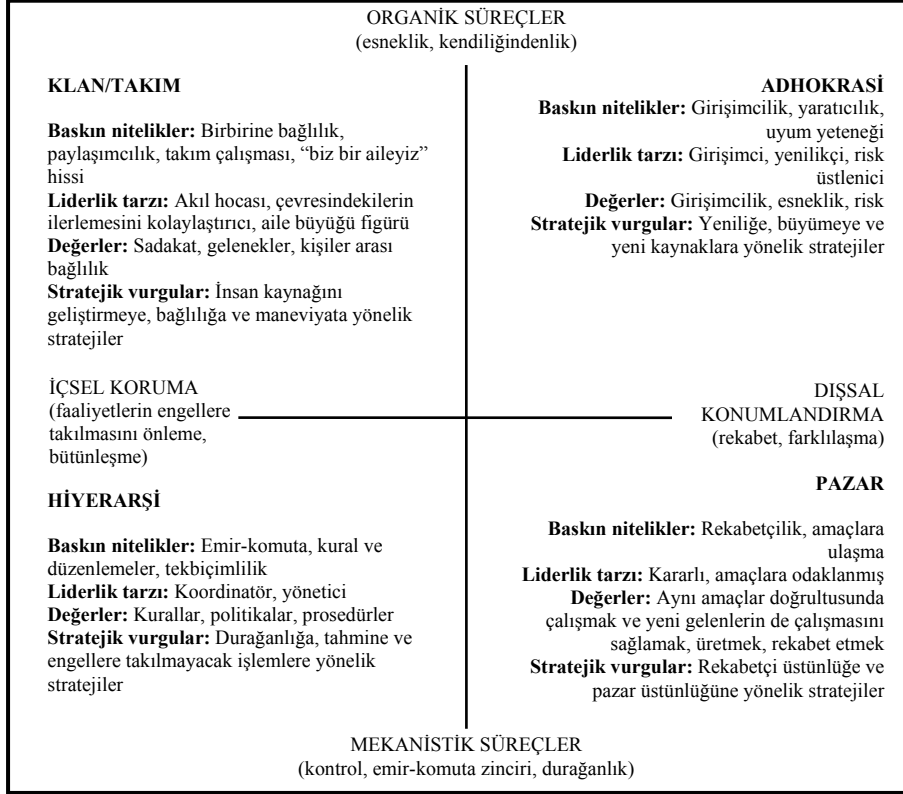 ORGANİK SÜREÇLER
(esneklik, kendiliğindenlik)
KLAN/TAKIM
Baskın nitelikler: Birbirine bağlılık,
paylaşımcılık, takım çalışması, “biz bir aileyiz”
hissi
Liderlik tarzı: Akıl hocası, çevresindekilerin
ilerlemesini kolaylaştırıcı, aile büyüğü figürü
Değerler: Sadakat, gelenekler, kişiler arası
bağlılık
Stratejik vurgular: İnsan kaynağını
geliştirmeye, bağlılığa ve maneviyata yönelik
stratejiler
ADHOKRASİ
Baskın nitelikler: Girişimcilik, yaratıcılık,
uyum yeteneği
Liderlik tarzı: Girişimci, yenilikçi, risk
üstlenici
Değerler: Girişimcilik, esneklik, risk
Stratejik vurgular: Yeniliğe, büyümeye ve
yeni kaynaklara yönelik stratejiler
İÇSEL KORUMA
(faaliyetlerin engellere
takılmasını önleme,
bütünleşme)
DIŞSAL
KONUMLANDIRMA
(rekabet, farklılaşma)
HİYERARŞİ
Baskın nitelikler: Emir-komuta, kural ve
düzenlemeler, tekbiçimlilik
Liderlik tarzı: Koordinatör, yönetici
Değerler: Kurallar, politikalar, prosedürler
Stratejik vurgular: Durağanlığa, tahmine ve
engellere takılmayacak işlemlere yönelik
stratejiler
PAZAR
Baskın nitelikler: Rekabetçilik, amaçlara
ulaşma
Liderlik tarzı: Kararlı, amaçlara odaklanmış
Değerler: Aynı amaçlar doğrultusunda
çalışmak ve yeni gelenlerin de çalışmasını
sağlamak, üretmek, rekabet etmek
Stratejik vurgular: Rekabetçi üstünlüğe ve
pazar üstünlüğüne yönelik stratejiler
MEKANİSTİK SÜREÇLER
(kontrol, emir-komuta zinciri, durağanlık)